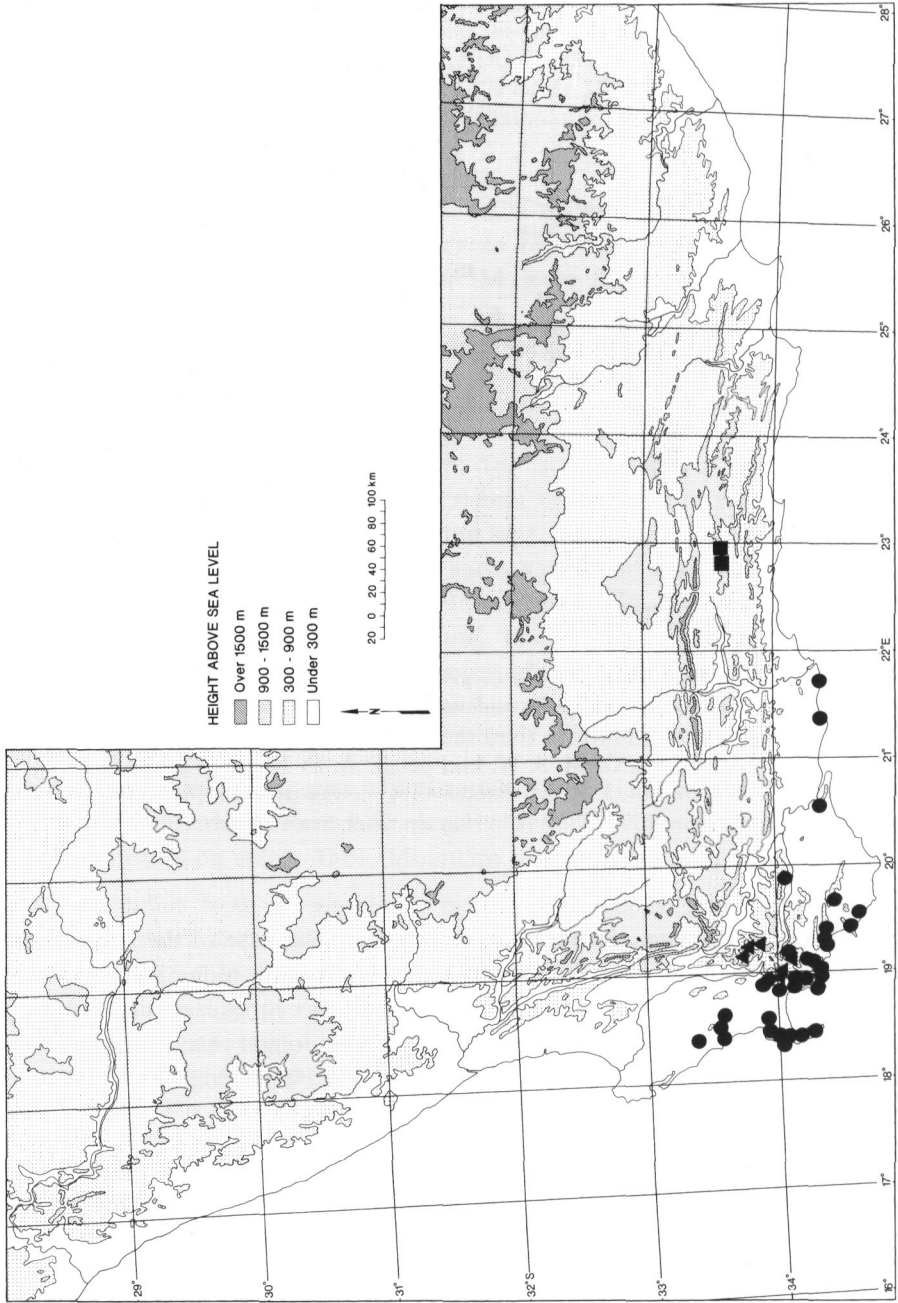 HEIGHT ABOVE SEA LEVEL
Over 1500 m
900 - 1500 m
300 - 900 m
Under 300 m
N
20 0 20 40 60 80 100 km
29°
30°
31°
32°S
33°
34°
16°
17°
18°
19°
20°
21°
22°E
23°
24°
25°
26°
27°
28°